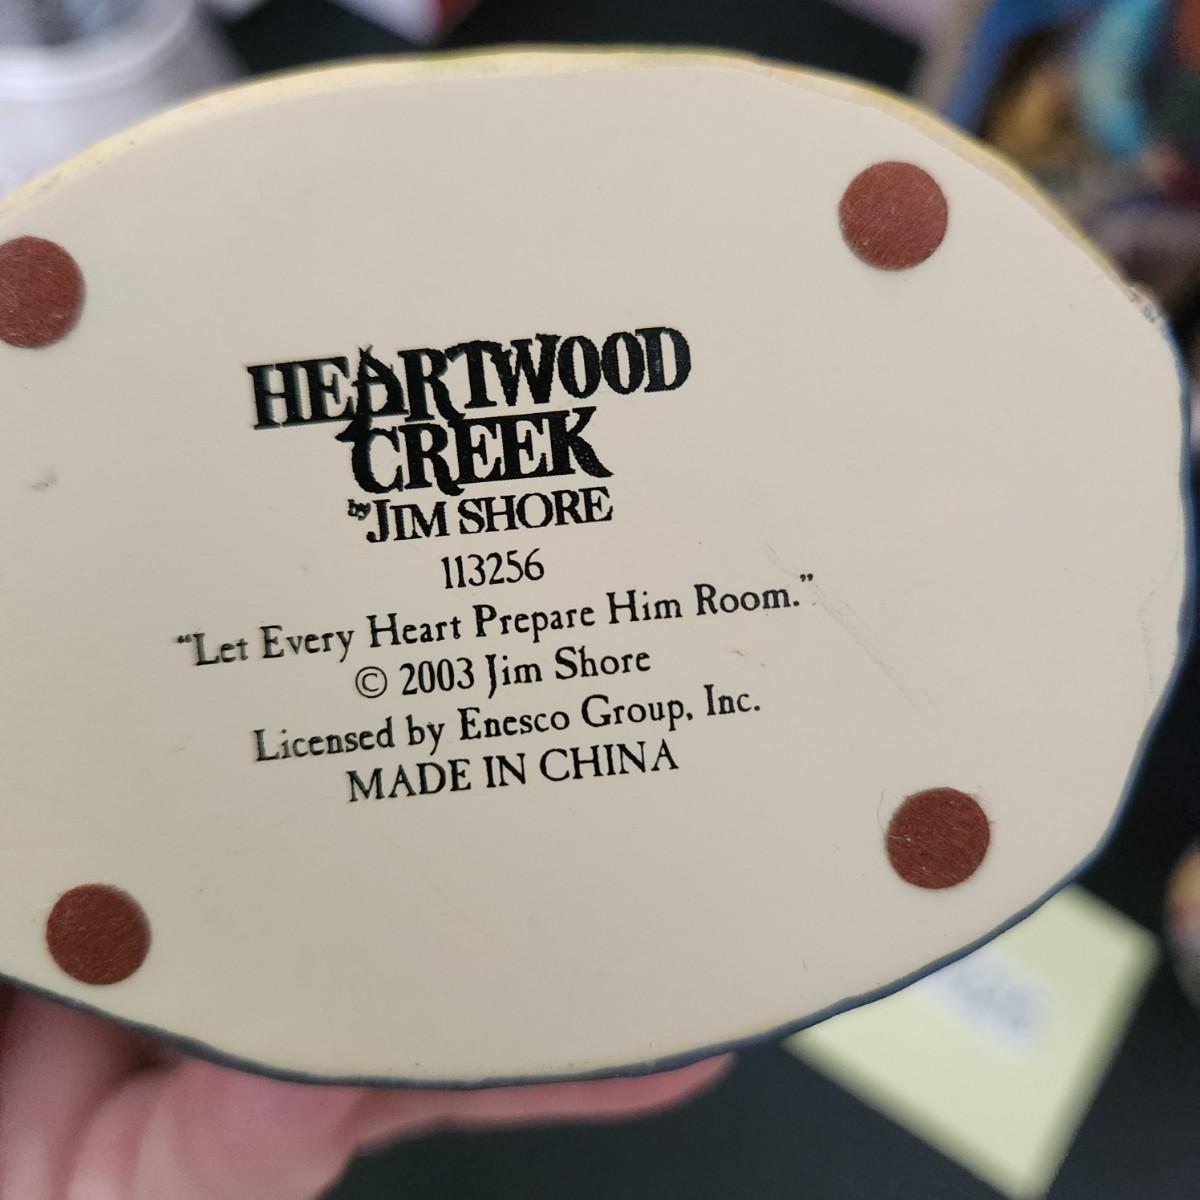 HEARTWOOD
CREEK
by JIM SHORE
113256
“Let Every Heart Prepare Him Room.”
© 2003 Jim Shore
Licensed by Enesco Group, Inc.
MADE IN CHINA